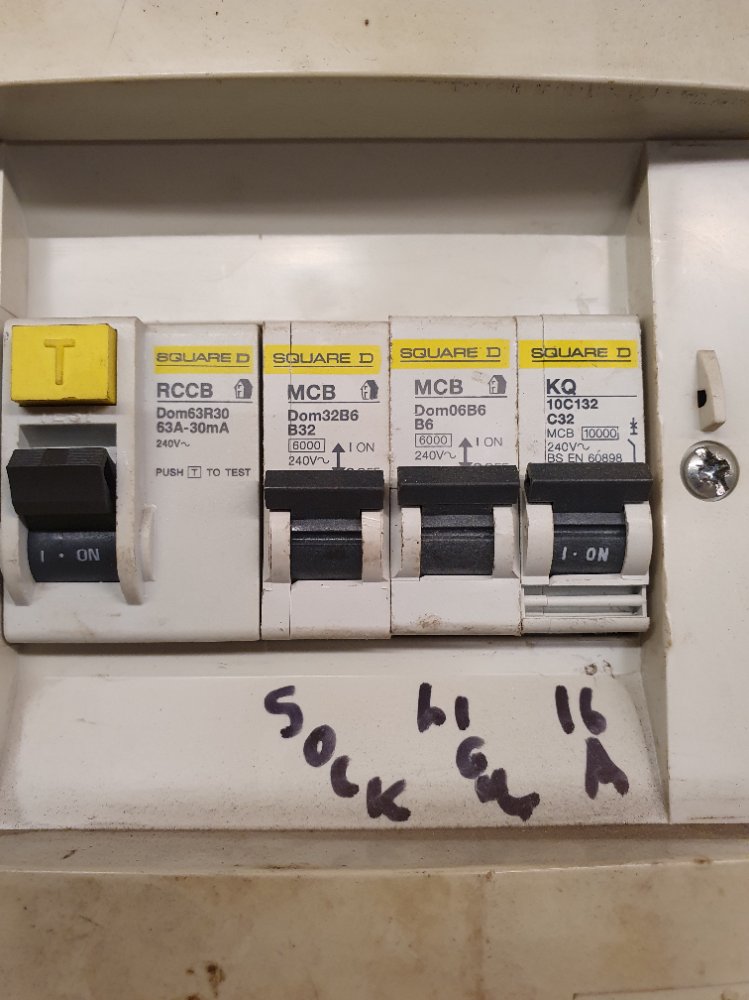 T
SQUARE D
RCCB
Dom63R30
63A-30mA
240V~
PUSH T TO TEST
I · ON
SQUARE D
MCB
Dom32B6
B32
6000
I ON
240V~
SQUARE D
MCB
Dom06B6
B6
6000
I ON
240V~
SQUARE D
KQ
10C132
C32
MCB 10000
240V~
BS EN 60898
I · ON
SOCK
16
A